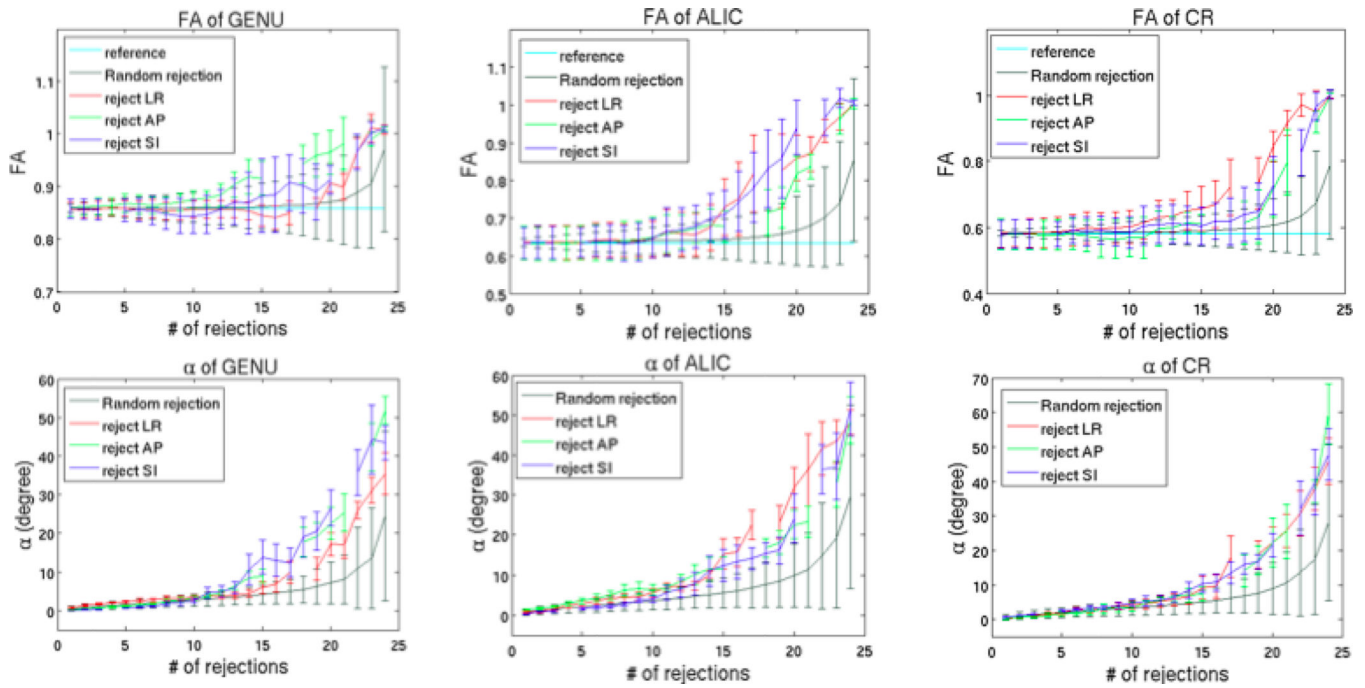 FA of GENU
FA
1.1
1
0.9
0.8
0.7
reference
Random rejection
reject LR
reject AP
reject SI
0 5 10 15 20 25
# of rejections
FA of ALIC
FA
1.1
1
0.9
0.8
0.7
0.6
0.5
reference
Random rejection
reject LR
reject AP
reject SI
0 5 10 15 20 25
# of rejections
FA of CR
FA
1
0.8
0.6
0.4
reference
Random rejection
reject LR
reject AP
reject SI
0 5 10 15 20 25
# of rejections
α of GENU
α (degree)
60
50
40
30
20
10
0
Random rejection
reject LR
reject AP
reject SI
0 5 10 15 20 25
# of rejections
α of ALIC
α (degree)
60
50
40
30
20
10
0
Random rejection
reject LR
reject AP
reject SI
0 5 10 15 20 25
# of rejections
α of CR
α (degree)
70
60
50
40
30
20
10
0
Random rejection
reject LR
reject AP
reject SI
0 5 10 15 20 25
# of rejections